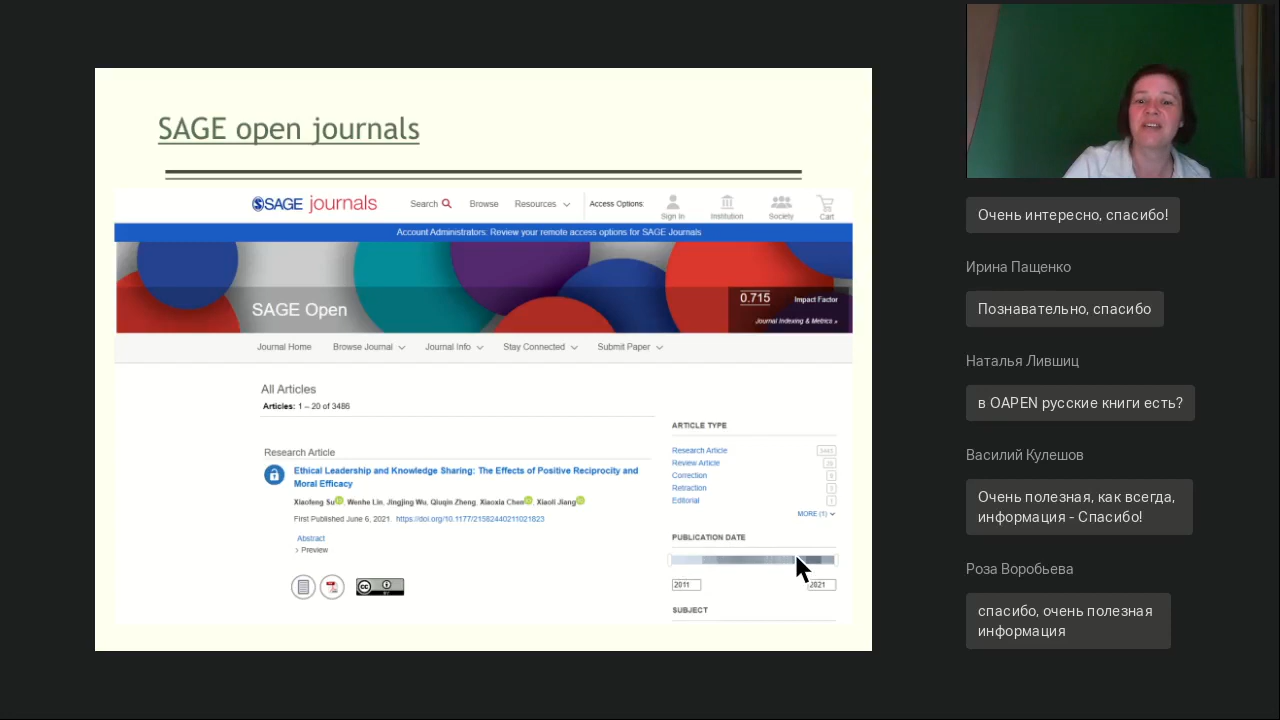 SAGE open journals
SAGE journals
Search
Browse
Resources
Access Options:
Sign In
Institution
Society
Cart
Account Administrators: Review your remote access options for SAGE Journals
SAGE Open
0.715
Impact Factor
Journal Indexing & Metrics »
Journal Home
Browse Journal
Journal Info
Stay Connected
Submit Paper
All Articles
Articles: 1 – 20 of 3486
Research Article
Ethical Leadership and Knowledge Sharing: The Effects of Positive Reciprocity and
Moral Efficacy
Xiaofeng Su, Wenhe Lin, Jingjing Wu, Qiuqin Zheng, Xiaoxia Chen, Xiaoli Jiang
First Published June 6, 2021. https://doi.org/10.1177/21582440211021823
Abstract
› Preview
cc
BY
ARTICLE TYPE
Research Article
Review Article
Correction
Retraction
Editorial
MORE (1)
PUBLICATION DATE
2011
2021
SUBJECT
Очень интересно, спасибо!
Ирина Пащенко
Познавательно, спасибо
Наталья Лившиц
в OAPEN русские книги есть?
Василий Кулешов
Очень полезная, как всегда,
информация - Спасибо!
Роза Воробьева
спасибо, очень полезная
информация